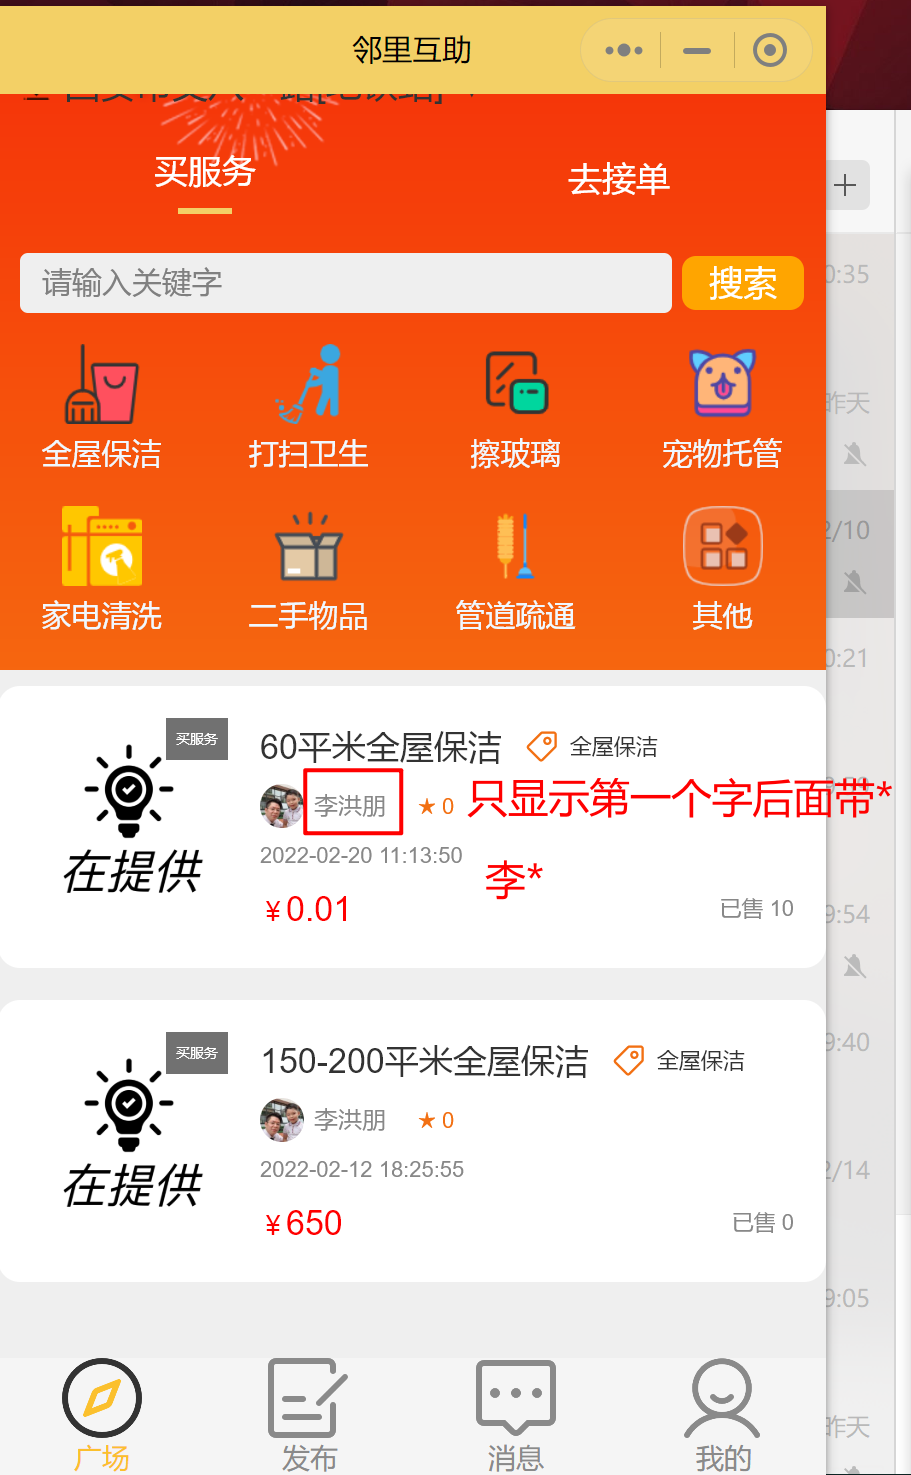 邻里互助
买服务
去接单
请输入关键字
搜索
全屋保洁
打扫卫生
擦玻璃
宠物托管
家电清洗
二手物品
管道疏通
其他
买服务
60平米全屋保洁
全屋保洁
李洪朋
★ 0
只显示第一个字后面带*
2022-02-20 11:13:50
李*
¥0.01
已售 10
在提供
买服务
150-200平米全屋保洁
全屋保洁
李洪朋
★ 0
2022-02-12 18:25:55
¥650
已售 0
在提供
广场
发布
消息
我的
0:35
昨天
2/10
0:21
9:54
9:40
2/14
9:05
昨天